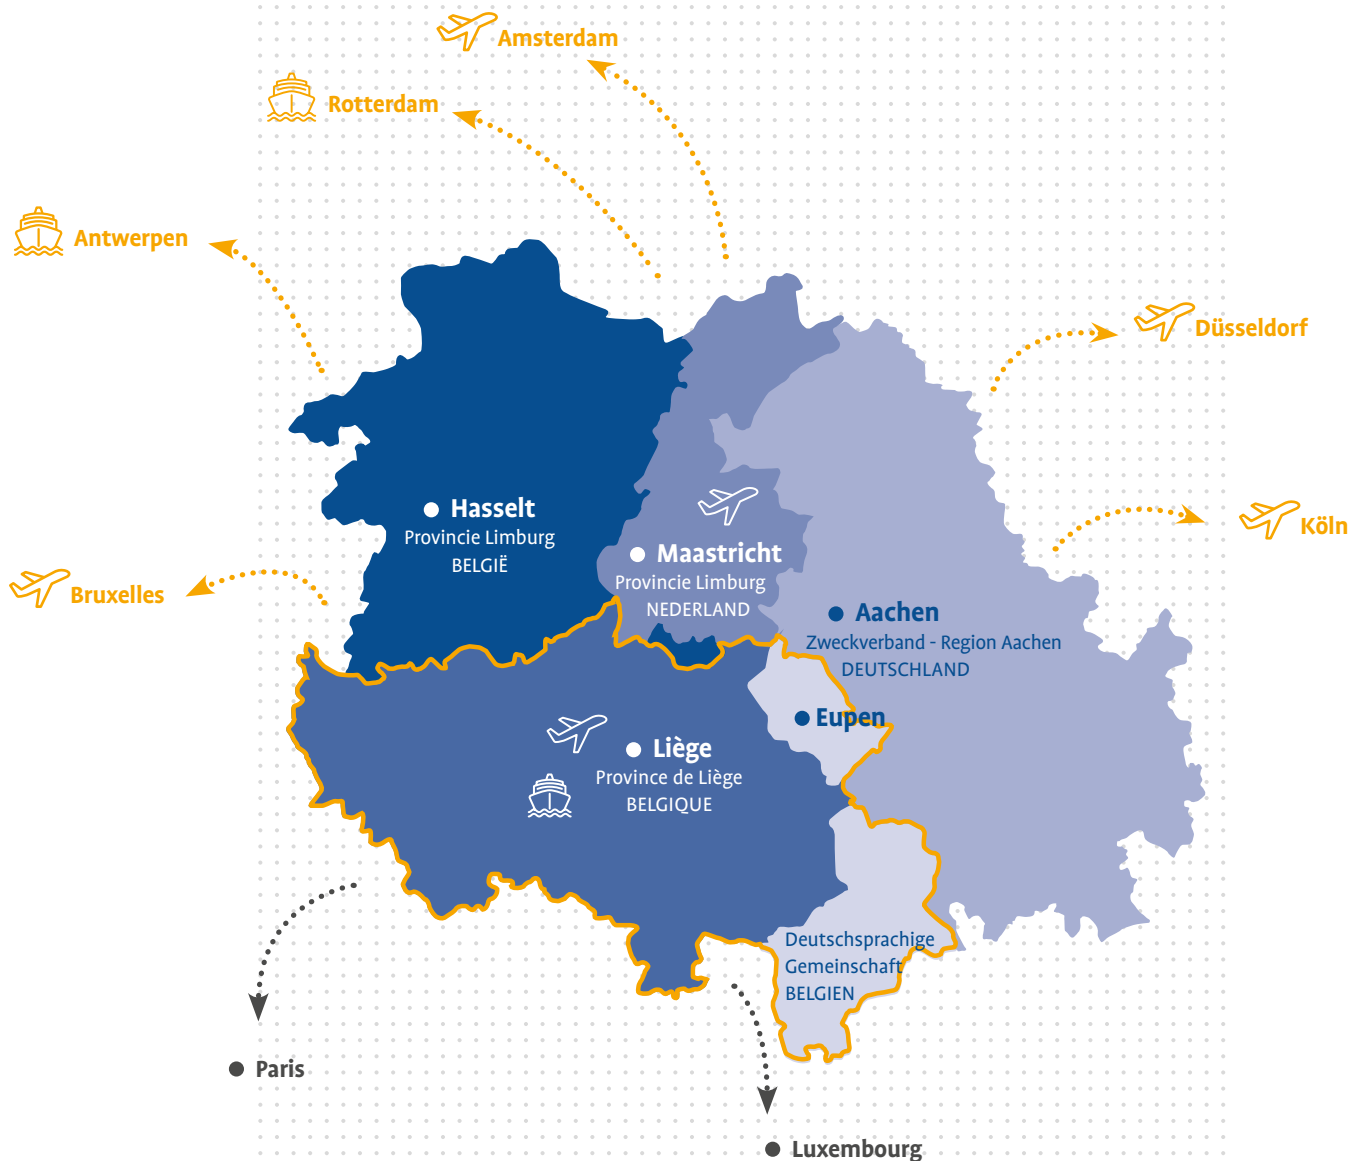 Amsterdam
Rotterdam
Antwerpen
Düsseldorf
Hasselt
Provincie Limburg
BELGIË
Köln
Maastricht
Provincie Limburg
NEDERLAND
Bruxelles
Aachen
Zweckverband - Region Aachen
DEUTSCHLAND
Eupen
Liège
Province de Liège
BELGIQUE
Deutschsprachige
Gemeinschaft
BELGIEN
Paris
Luxembourg